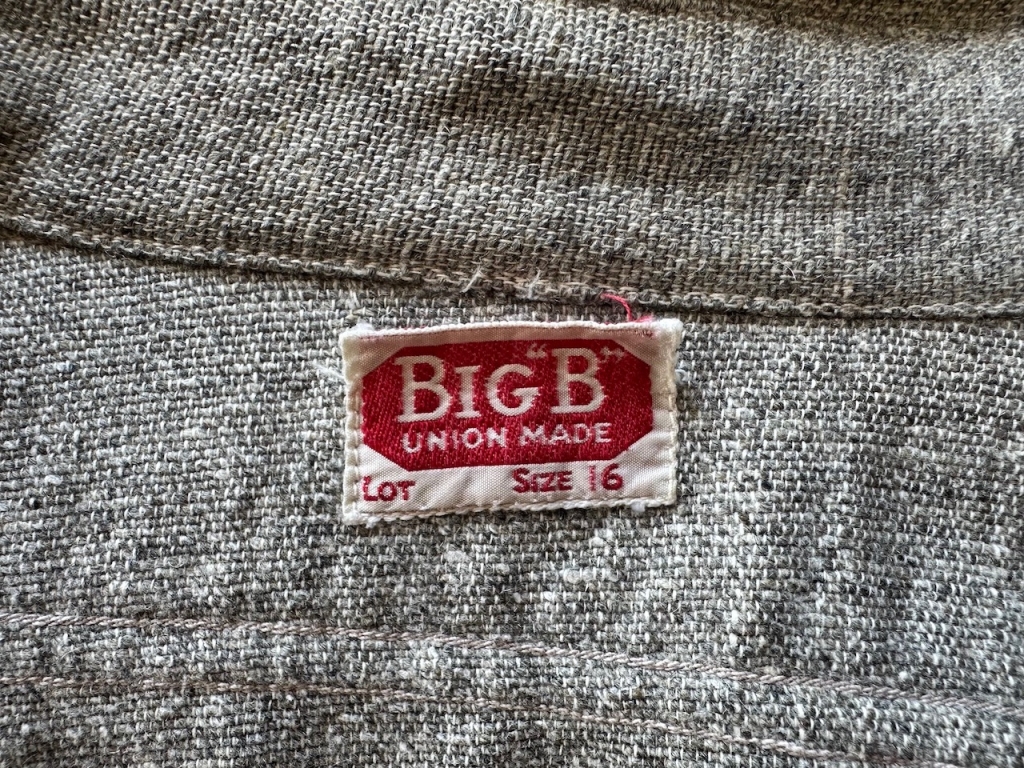 BIG "B"
UNION MADE
LOT SIZE 16